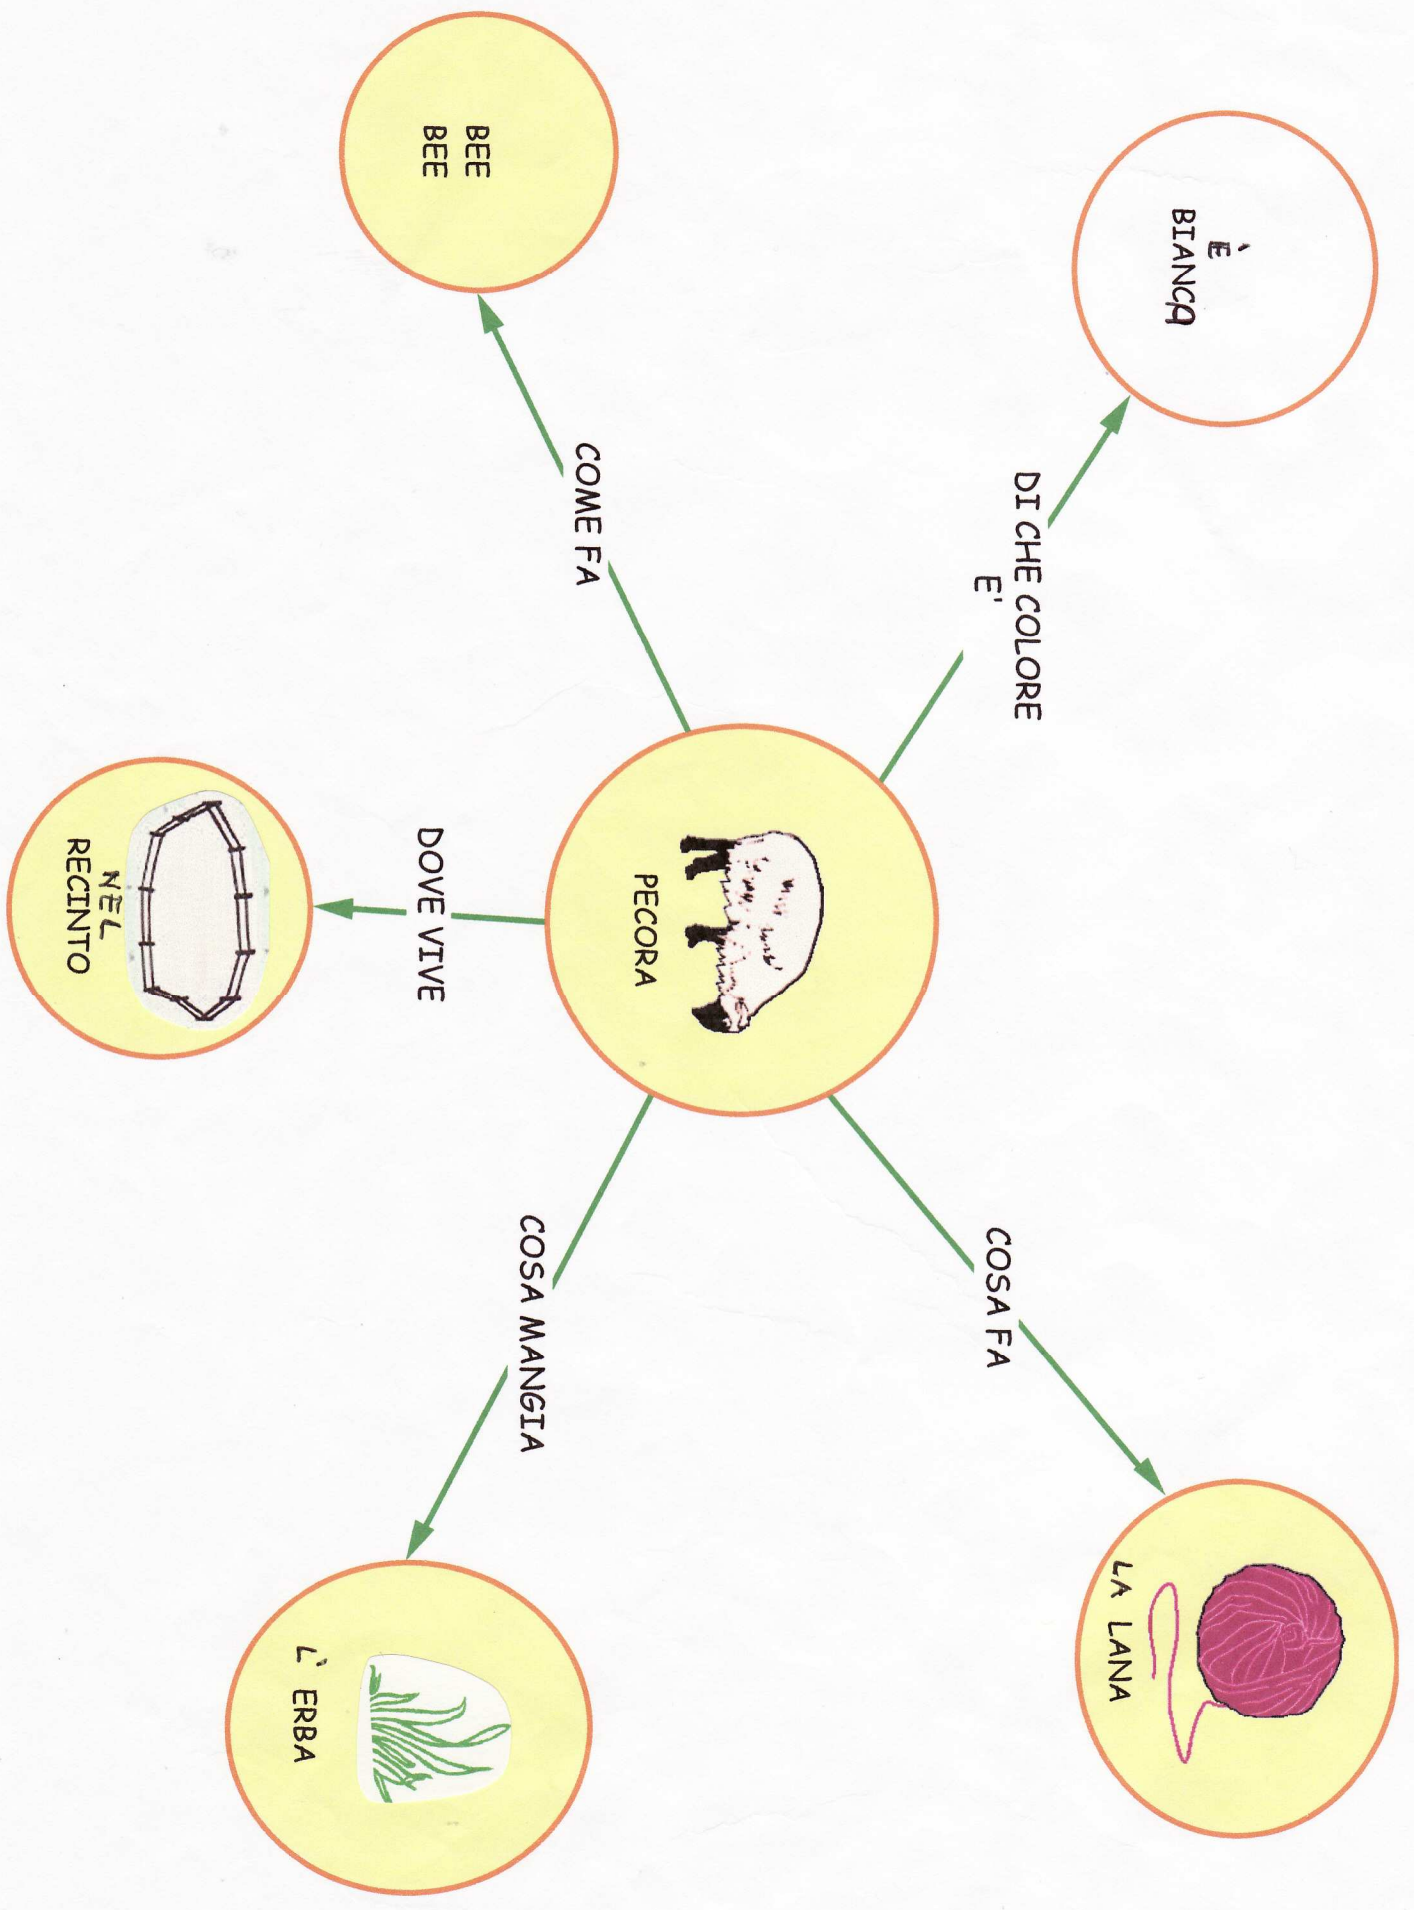 È
BIANCA
DI CHE COLORE
E'
COSA FA
LA LANA
PECORA
COME FA
BEE
BEE
DOVE VIVE
NEL
RECINTO
COSA MANGIA
L' ERBA